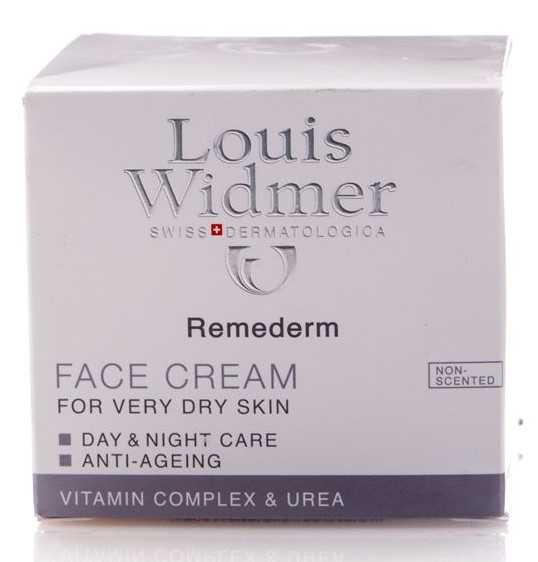 Louis
Widmer
SWISS DERMATOLOGICA
Remederm
FACE CREAM
FOR VERY DRY SKIN
NON-
SCENTED
DAY & NIGHT CARE
ANTI-AGEING
VITAMIN COMPLEX & UREA